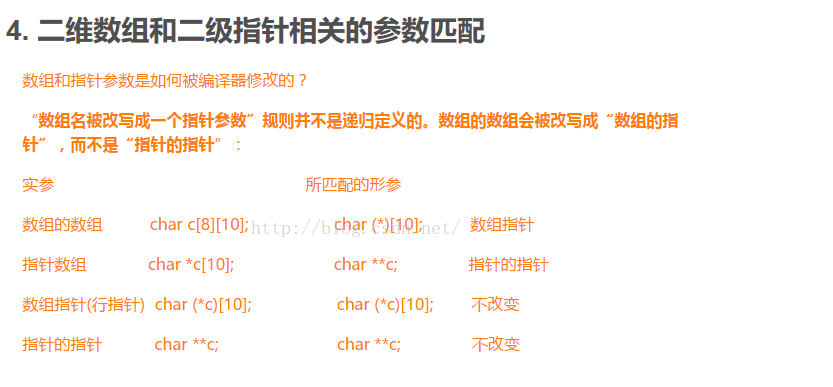 4. 二维数组和二级指针相关的参数匹配
数组和指针参数是如何被编译器修改的？
“数组名被改写成一个指针参数”规则并不是递归定义的。数组的数组会被改写成“数组的指
针”，而不是“指针的指针”：
实参 所匹配的形参
数组的数组 char c[8][10]; char (*)[10]; 数组指针
http://blog.csdn.net/
指针数组 char *c[10]; char **c; 指针的指针
数组指针(行指针) char (*c)[10]; char (*c)[10]; 不改变
指针的指针 char **c; char **c; 不改变